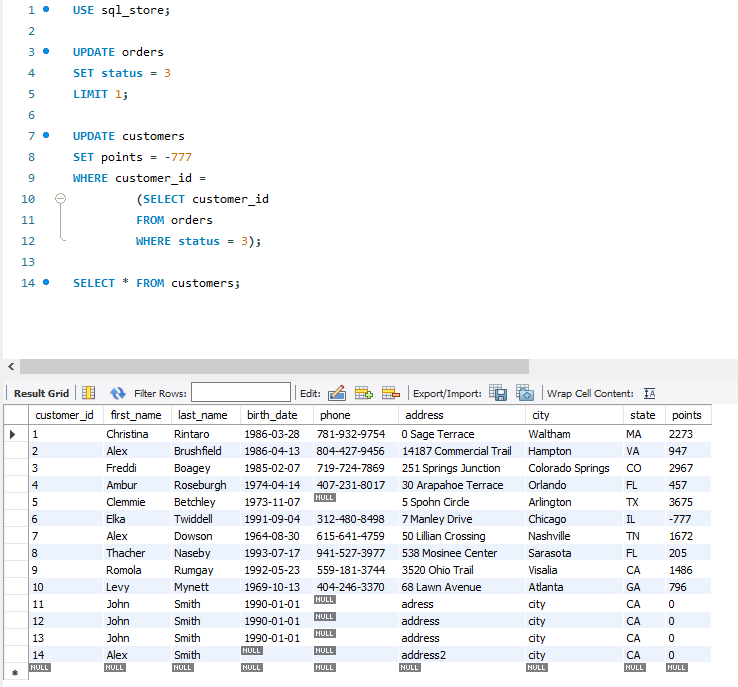 1 USE sql_store;
2
3 UPDATE orders
4 SET status = 3
5 LIMIT 1;
6
7 UPDATE customers
8 SET points = -777
9 WHERE customer_id =
10 (SELECT customer_id
11 FROM orders
12 WHERE status = 3);
13
14 SELECT * FROM customers;
Result Grid Filter Rows: Edit: Export/Import: Wrap Cell Content: IA
customer_id first_name last_name birth_date phone address city state points
1 Christina Rintaro 1986-03-28 781-932-9754 0 Sage Terrace Waltham MA 2273
2 Alex Brushfield 1986-04-13 804-427-9456 14187 Commercial Trail Hampton VA 947
3 Freddi Boagey 1985-02-07 719-724-7869 251 Springs Junction Colorado Springs CO 2967
4 Ambur Roseburgh 1974-04-14 407-231-8017 30 Arapahoe Terrace Orlando FL 457
5 Clemmie Betchley 1973-11-07 NULL 5 Spohn Circle Arlington TX 3675
6 Elka Twiddell 1991-09-04 312-480-8498 7 Manley Drive Chicago IL -777
7 Alex Dowson 1964-08-30 615-641-4759 50 Lillian Crossing Nashville TN 1672
8 Thacher Naseby 1993-07-17 941-527-3977 538 Mosinee Center Sarasota FL 205
9 Romola Rumgay 1992-05-23 559-181-3744 3520 Ohio Trail Visalia CA 1486
10 Levy Mynett 1969-10-13 404-246-3370 68 Lawn Avenue Atlanta GA 796
11 John Smith 1990-01-01 NULL adress city CA 0
12 John Smith 1990-01-01 NULL address city CA 0
13 John Smith 1990-01-01 NULL address city CA 0
14 Alex Smith NULL NULL address2 city CA 0
NULL NULL NULL NULL NULL NULL NULL NULL NULL